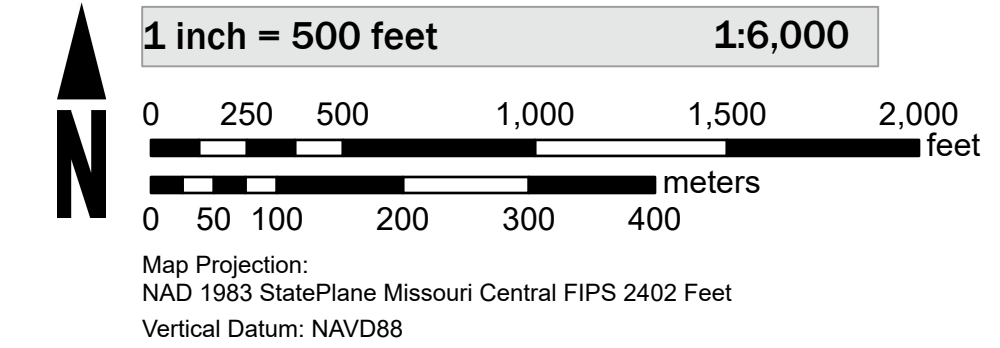 1 inch = 500 feet 1:6,000
0 250 500 1,000 1,500 2,000
feet
N
meters
0 50 100 200 300 400
Map Projection:
NAD 1983 StatePlane Missouri Central FIPS 2402 Feet
Vertical Datum: NAVD88